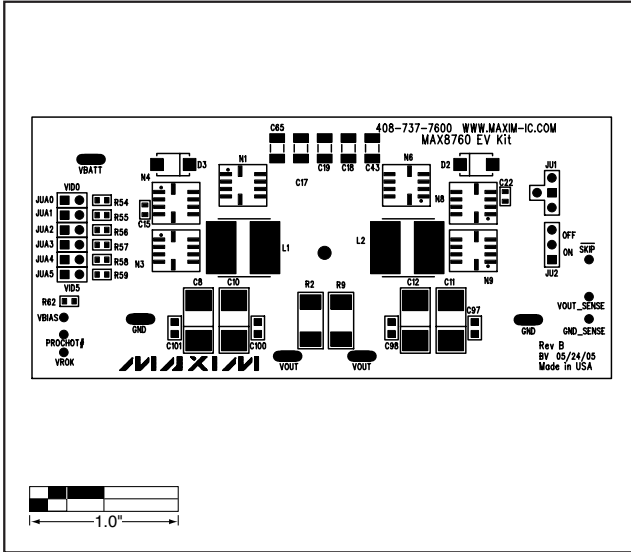 408-737-7600 WWW.MAXIM-IC.COM
MAX8760 EV Kit
C65
VBATT
D3
N1
C19
C18
C43
N6
D2
JU1
VID0
N4
C17
C22
JUA0
R54
N8
JUA1
R55
C15
JUA2
R56
OFF
SKIP
JUA3
R57
L1
L2
ON
JUA4
R58
N3
N9
JUA5
R59
JU2
VID5
C8
C10
R2
R9
C12
C11
R62
VOUT_SENSE
VBIAS
C97
GND
GND
GND_SENSE
PROCHOT#
C101
C100
C98
Rev B
VROK
MAXIM
VOUT
VOUT
BV 05/24/05
Made in USA
1.0"